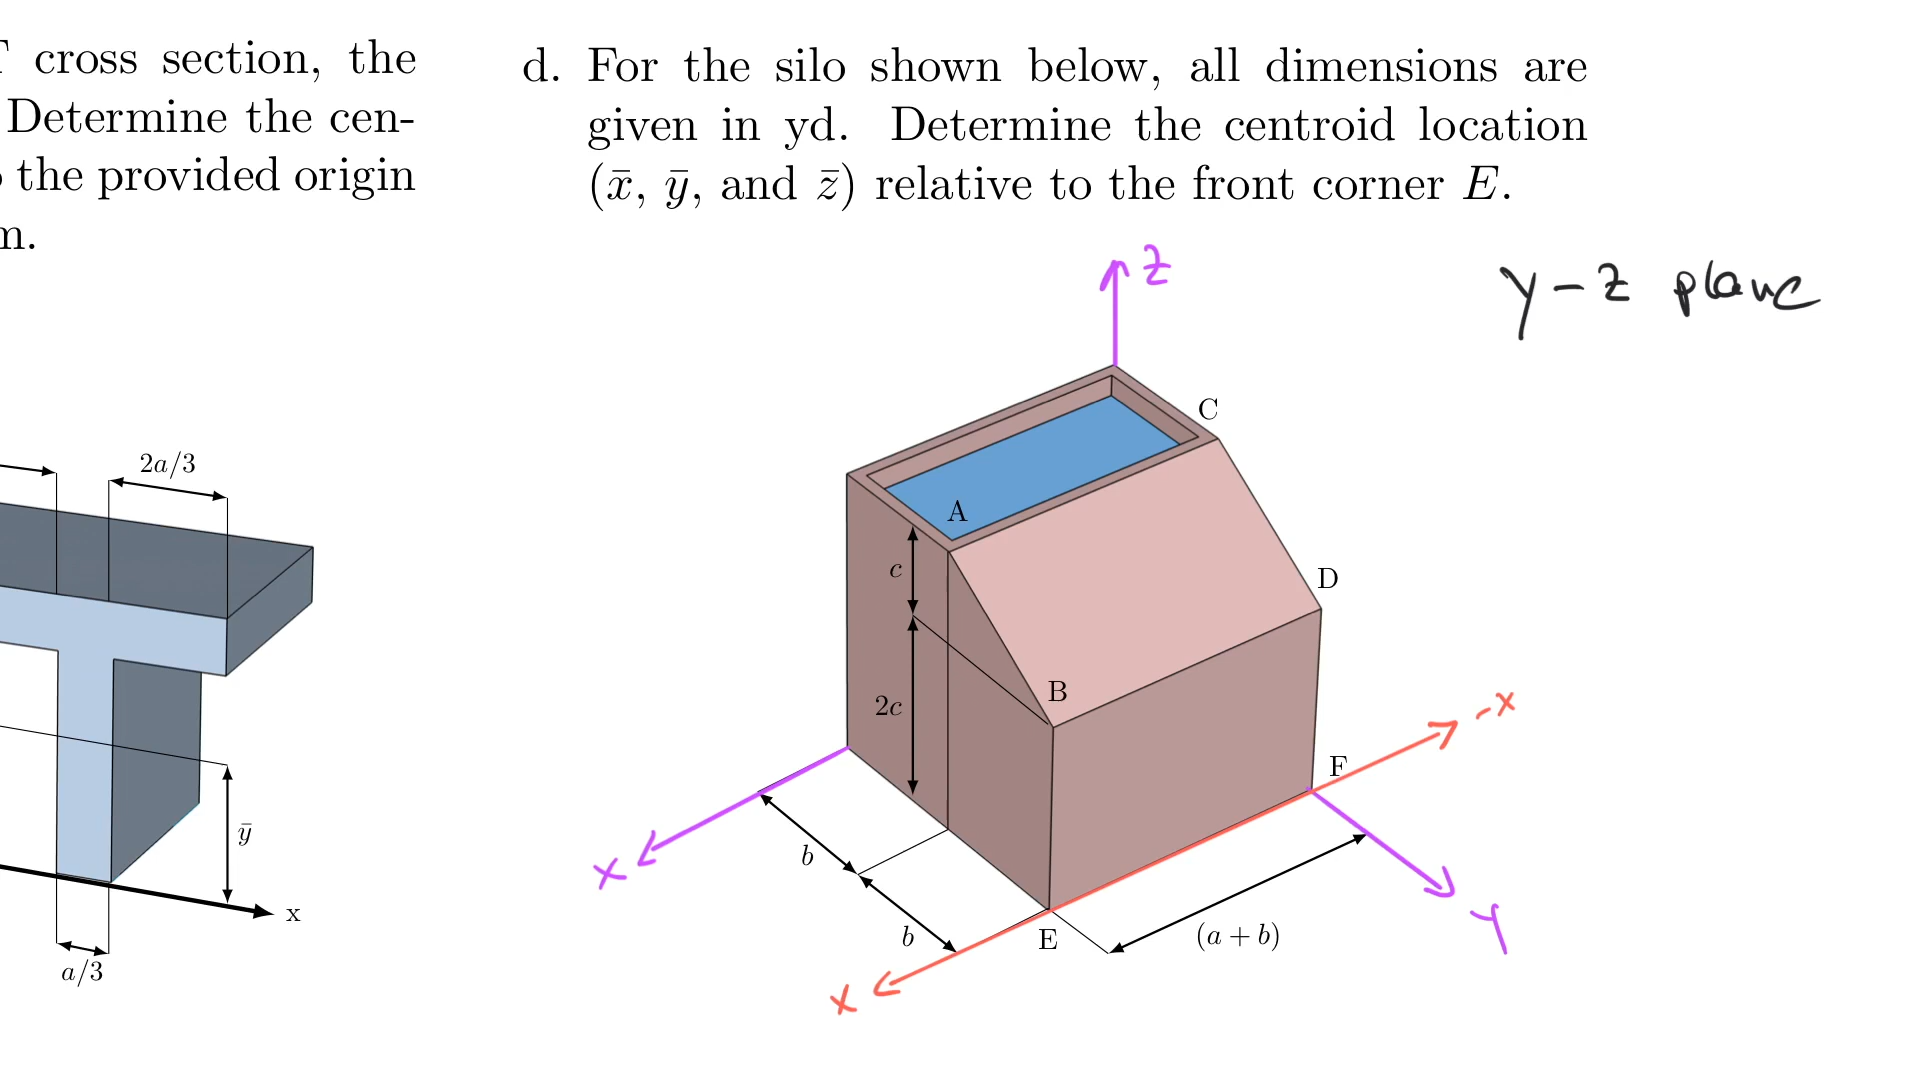 T cross section, the
Determine the cen-
the provided origin
m.
d. For the silo shown below, all dimensions are
given in yd. Determine the centroid location
(x̄, ȳ, and z̄) relative to the front corner E.
z
y-z plane
C
2a/3
A
c
D
B
2c
-x
F
ȳ
b
x
x
y
b
E
(a + b)
a/3
x